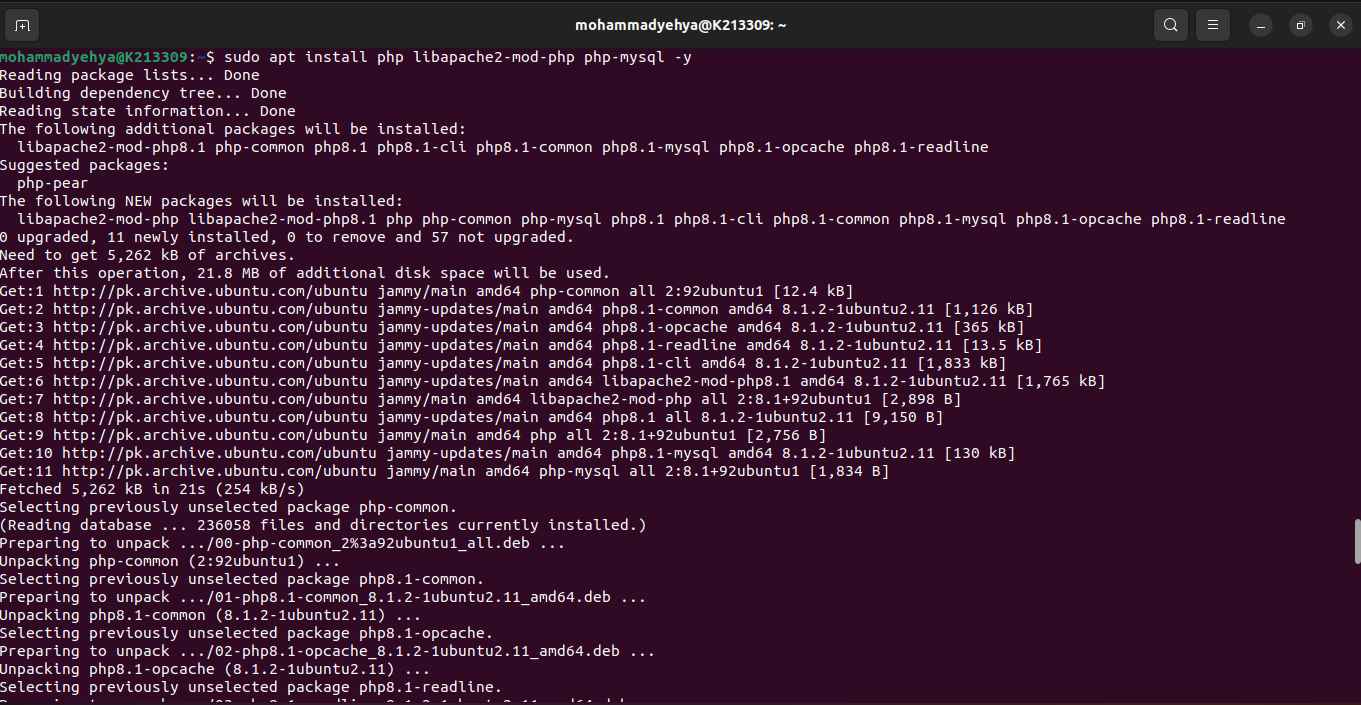 mohammadyehya@K213309: ~
mohammadyehya@K213309:~$ sudo apt install php libapache2-mod-php php-mysql -y
Reading package lists... Done
Building dependency tree... Done
Reading state information... Done
The following additional packages will be installed:
  libapache2-mod-php8.1 php-common php8.1 php8.1-cli php8.1-common php8.1-mysql php8.1-opcache php8.1-readline
Suggested packages:
  php-pear
The following NEW packages will be installed:
  libapache2-mod-php libapache2-mod-php8.1 php php-common php-mysql php8.1 php8.1-cli php8.1-common php8.1-mysql php8.1-opcache php8.1-readline
0 upgraded, 11 newly installed, 0 to remove and 57 not upgraded.
Need to get 5,262 kB of archives.
After this operation, 21.8 MB of additional disk space will be used.
Get:1 http://pk.archive.ubuntu.com/ubuntu jammy/main amd64 php-common all 2:92ubuntu1 [12.4 kB]
Get:2 http://pk.archive.ubuntu.com/ubuntu jammy-updates/main amd64 php8.1-common amd64 8.1.2-1ubuntu2.11 [1,126 kB]
Get:3 http://pk.archive.ubuntu.com/ubuntu jammy-updates/main amd64 php8.1-opcache amd64 8.1.2-1ubuntu2.11 [365 kB]
Get:4 http://pk.archive.ubuntu.com/ubuntu jammy-updates/main amd64 php8.1-readline amd64 8.1.2-1ubuntu2.11 [13.5 kB]
Get:5 http://pk.archive.ubuntu.com/ubuntu jammy-updates/main amd64 php8.1-cli amd64 8.1.2-1ubuntu2.11 [1,833 kB]
Get:6 http://pk.archive.ubuntu.com/ubuntu jammy-updates/main amd64 libapache2-mod-php8.1 amd64 8.1.2-1ubuntu2.11 [1,765 kB]
Get:7 http://pk.archive.ubuntu.com/ubuntu jammy/main amd64 libapache2-mod-php all 2:8.1+92ubuntu1 [2,898 B]
Get:8 http://pk.archive.ubuntu.com/ubuntu jammy-updates/main amd64 php8.1 all 8.1.2-1ubuntu2.11 [9,150 B]
Get:9 http://pk.archive.ubuntu.com/ubuntu jammy/main amd64 php all 2:8.1+92ubuntu1 [2,756 B]
Get:10 http://pk.archive.ubuntu.com/ubuntu jammy-updates/main amd64 php8.1-mysql amd64 8.1.2-1ubuntu2.11 [130 kB]
Get:11 http://pk.archive.ubuntu.com/ubuntu jammy/main amd64 php-mysql all 2:8.1+92ubuntu1 [1,834 B]
Fetched 5,262 kB in 21s (254 kB/s)
Selecting previously unselected package php-common.
(Reading database ... 236058 files and directories currently installed.)
Preparing to unpack .../00-php-common_2%3a92ubuntu1_all.deb ...
Unpacking php-common (2:92ubuntu1) ...
Selecting previously unselected package php8.1-common.
Preparing to unpack .../01-php8.1-common_8.1.2-1ubuntu2.11_amd64.deb ...
Unpacking php8.1-common (8.1.2-1ubuntu2.11) ...
Selecting previously unselected package php8.1-opcache.
Preparing to unpack .../02-php8.1-opcache_8.1.2-1ubuntu2.11_amd64.deb ...
Unpacking php8.1-opcache (8.1.2-1ubuntu2.11) ...
Selecting previously unselected package php8.1-readline.